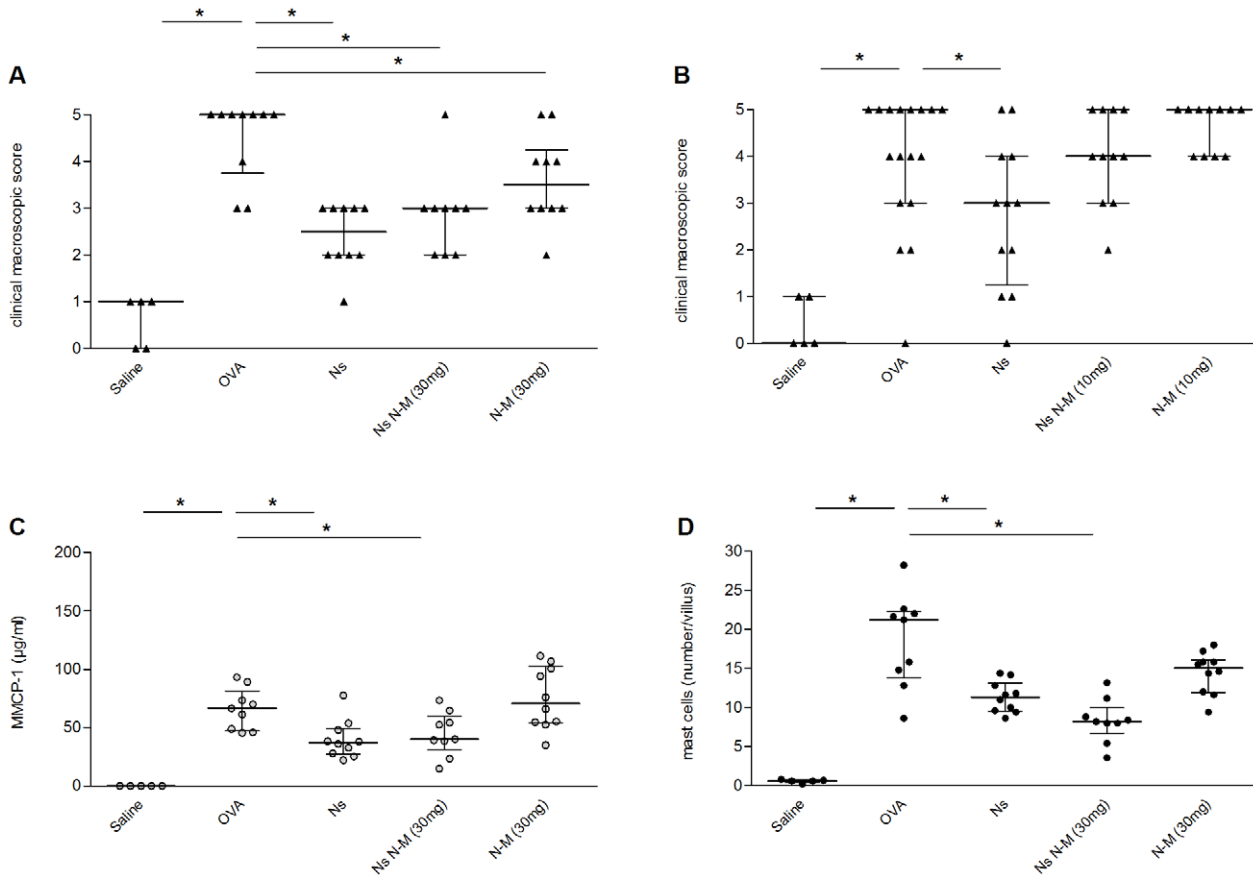 * *
*
*
A
clinical macroscopic score
5
4
3
2
1
0
Saline
OVA
Ns
Ns N-M (30mg)
N-M (30mg)
* *
B
clinical macroscopic score
5
4
3
2
1
0
Saline
OVA
Ns
Ns N-M (10mg)
N-M (10mg)
* *
*
C
MMCP-1 (µg/ml)
200
150
100
50
0
Saline
OVA
Ns
Ns N-M (30mg)
N-M (30mg)
* *
*
D
mast cells (number/villus)
30
25
20
15
10
5
0
Saline
OVA
Ns
Ns N-M (30mg)
N-M (30mg)